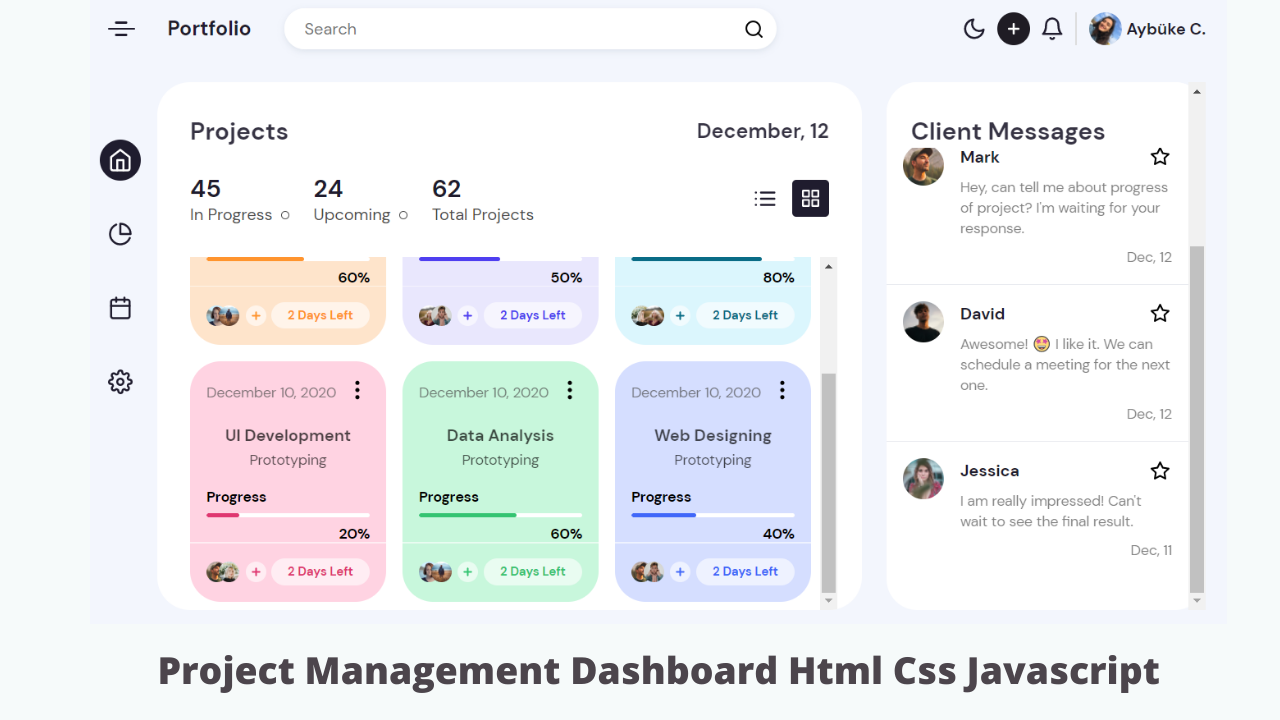 Portfolio
Search
+
Aybüke C.
Projects
December, 12
45
In Progress
24
Upcoming
62
Total Projects
60%
+
2 Days Left
50%
+
2 Days Left
80%
+
2 Days Left
December 10, 2020
UI Development
Prototyping
Progress
20%
+
2 Days Left
December 10, 2020
Data Analysis
Prototyping
Progress
60%
+
2 Days Left
December 10, 2020
Web Designing
Prototyping
Progress
40%
+
2 Days Left
Client Messages
Mark
Hey, can tell me about progress
of project? I'm waiting for your
response.
Dec, 12
David
Awesome! 🤩 I like it. We can
schedule a meeting for the next
one.
Dec, 12
Jessica
I am really impressed! Can't
wait to see the final result.
Dec, 11
Project Management Dashboard Html Css Javascript